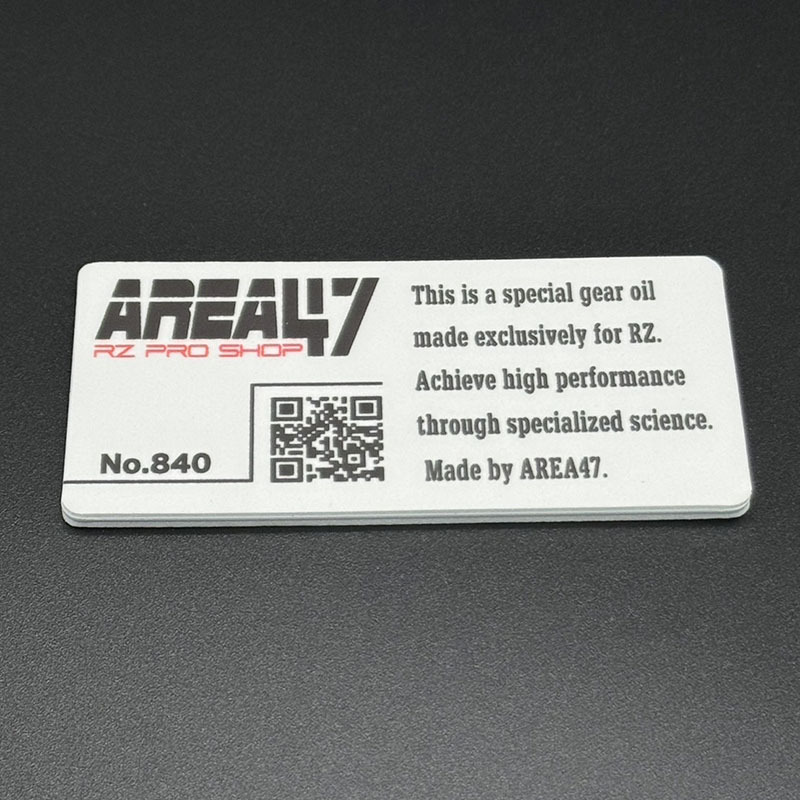 AREA47
RZ PRO SHOP
No.840
This is a special gear oil
made exclusively for RZ.
Achieve high performance
through specialized science.
Made by AREA47.